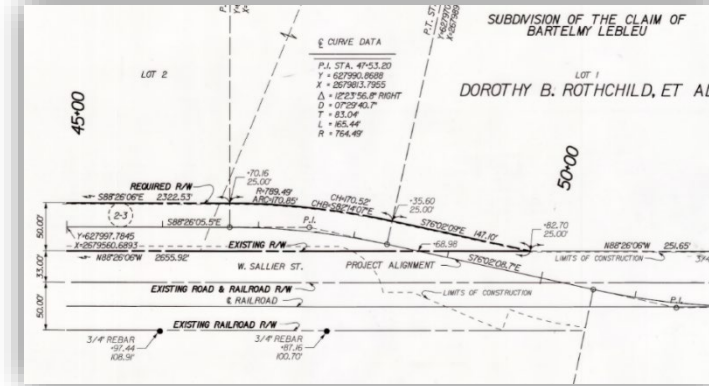 SUBDIVISION OF THE CLAIM OF
BARTELMY LEBLEU
LOT 2
LOT 1
DOROTHY B. ROTHCHILD, ET AL
℄ CURVE DATA
P.I. STA. 47+53.20
Y = 627990.8688
X = 2679813.7955
Δ = 12°23'56.8" RIGHT
D = 07°29'40.7"
T = 83.04'
L = 165.44'
R = 764.49'
P.T. ST
45+00
50+00
+70.16
25.00'
REQUIRED R/W
S88°26'06"E 2322.53'
R=789.49'
ARC=170.85'
CH=170.52'
CHB=S82°14'07"E
+35.60
25.00'
2-3
S88°26'05.5"E
P.I.
S76°02'09"E 147.10'
+82.70
25.00'
50.00'
Y=627997.7845
X=2679560.6893
EXISTING R/W
+68.98
N88°26'06"W 251.65'
N88°26'06"W 2655.92'
W. SALLIER ST.
PROJECT ALIGNMENT
S76°02'08.7"E
LIMITS OF CONSTRUCTION
33.00'
EXISTING ROAD & RAILROAD R/W
LIMITS OF CONSTRUCTION
℄ RAILROAD
P.I.
50.00'
EXISTING RAILROAD R/W
3/4" REBAR
+97.44
108.91'
3/4" REBAR
+87.16
100.70'